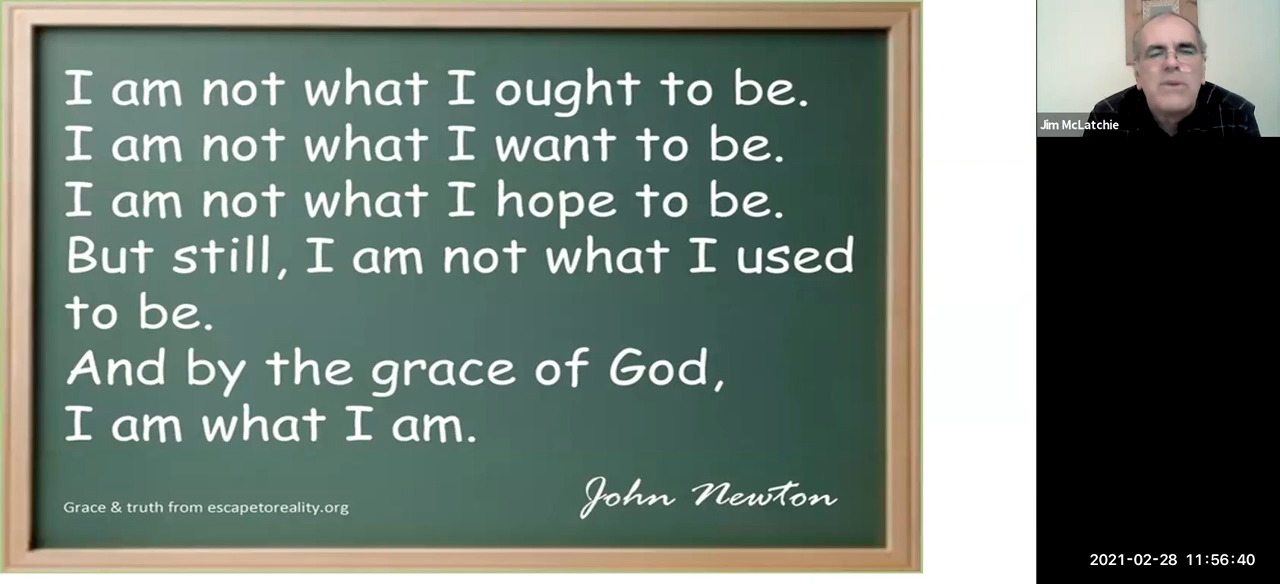 I am not what I ought to be.
I am not what I want to be.
I am not what I hope to be.
But still, I am not what I used
to be.
And by the grace of God,
I am what I am.
John Newton
Grace & truth from escapetoreality.org
Jim McLatchie
2021-02-28 11:56:40